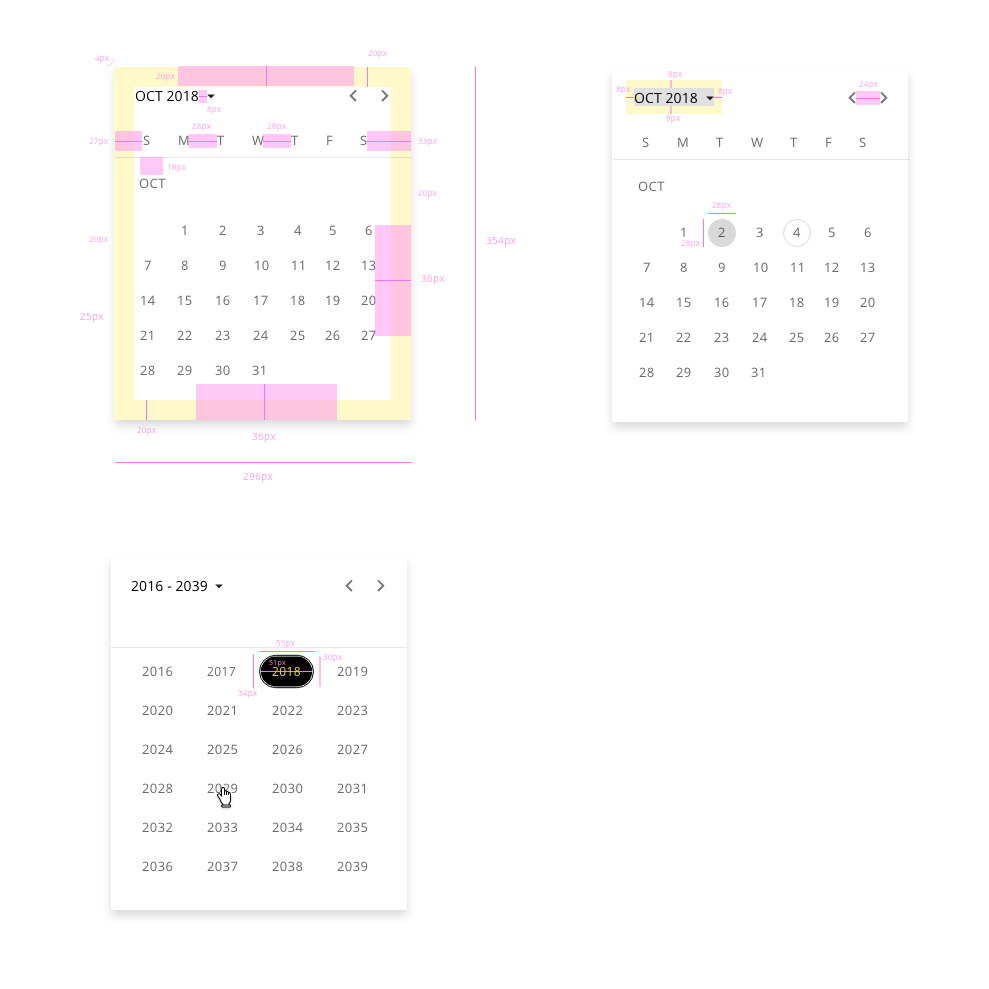 4px
20px
20px
OCT 2018
8px
28px
28px
27px
S M T W T F S
33px
18px
OCT
20px
1 2 3 4 5 6
20px
354px
7 8 9 10 11 12 13
36px
14 15 16 17 18 19 20
25px
21 22 23 24 25 26 27
28 29 30 31
20px
36px
296px
8px
8px
OCT 2018
8px
8px
24px
S M T W T F S
OCT
28px
1 2 3 4 5 6
28px
7 8 9 10 11 12 13
14 15 16 17 18 19 20
21 22 23 24 25 26 27
28 29 30 31
2016 - 2039
55px
51px
30px
2016 2017 2018 2019
34px
2020 2021 2022 2023
2024 2025 2026 2027
2028 2029 2030 2031
2032 2033 2034 2035
2036 2037 2038 2039